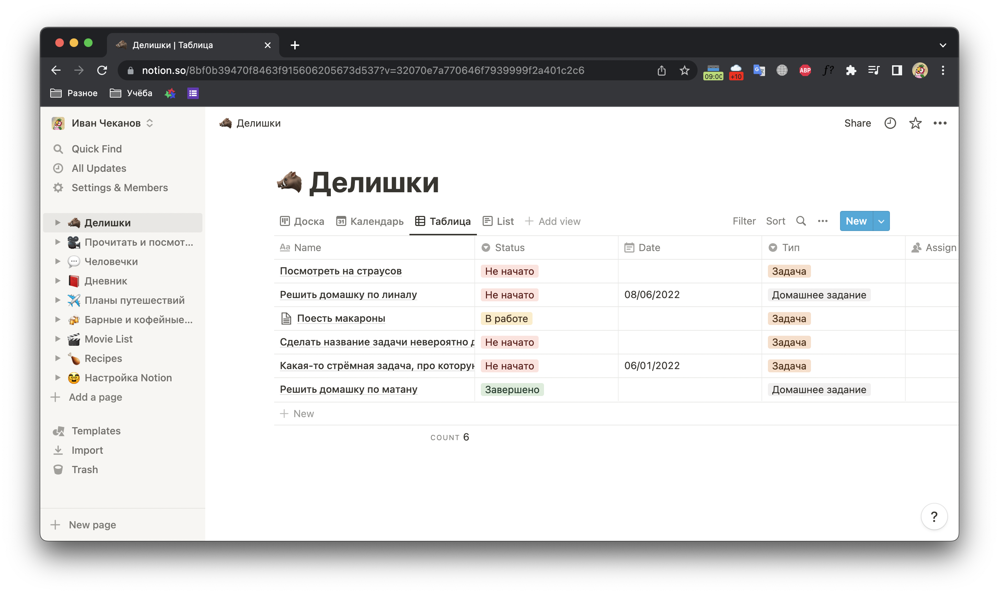 Делишки | Таблица
notion.so/8bf0b39470f8463f915606205673d537?v=32070e7a770646f7939999f2a401c2c6
09:00
+10
ABP
f?
Разное
Учёба
Иван Чеканов
Quick Find
All Updates
Settings & Members
Делишки
Прочитать и посмот...
Человечки
Дневник
Планы путешествий
Барные и кофейные...
Movie List
Recipes
Настройка Notion
Add a page
Templates
Import
Trash
New page
Делишки
Share
Делишки
Доска
31 Календарь
Таблица
List
Add view
Filter
Sort
New
Aa Name Status Date Тип Assign
Посмотреть на страусов Не начато Задача
Решить домашку по линалу Не начато 08/06/2022 Домашнее задание
Поесть макароны В работе Задача
Сделать название задачи невероятно Не начато Задача
Какая-то стрёмная задача, про Не начато 06/01/2022 Задача
Решить домашку по матану Завершено Домашнее задание
New
COUNT 6
?